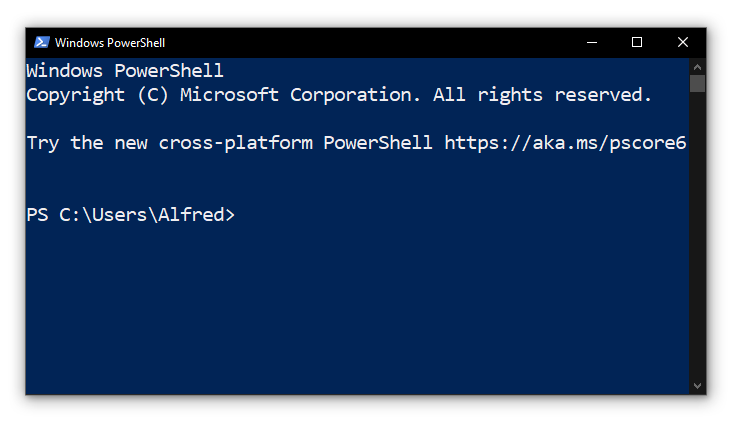 Windows PowerShell
Windows PowerShell
Copyright (C) Microsoft Corporation. All rights reserved.
Try the new cross-platform PowerShell https://aka.ms/pscore6
PS C:\Users\Alfred>